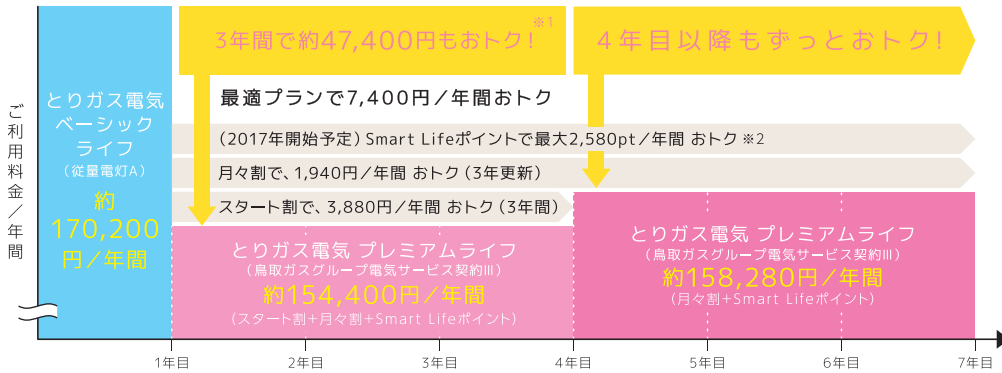 3年間で約47,400円もおトク!※1
4年目以降もずっとおトク!
ご利用料金/年間
とりガス電気
ベーシック
ライフ
(従量電灯A)
約
170,200
円/年間
最適プランで7,400円/年間おトク
(2017年開始予定)Smart Lifeポイントで最大2,580pt/年間 おトク※2
月々割で、1,940円/年間 おトク(3年更新)
スタート割で、3,880円/年間 おトク(3年間)
とりガス電気 プレミアムライフ
(鳥取ガスグループ電気サービス契約Ⅲ)
約154,400円/年間
(スタート割+月々割+Smart Lifeポイント)
とりガス電気 プレミアムライフ
(鳥取ガスグループ電気サービス契約Ⅲ)
約158,280円/年間
(月々割+Smart Lifeポイント)
1年目
2年目
3年目
4年目
5年目
6年目
7年目